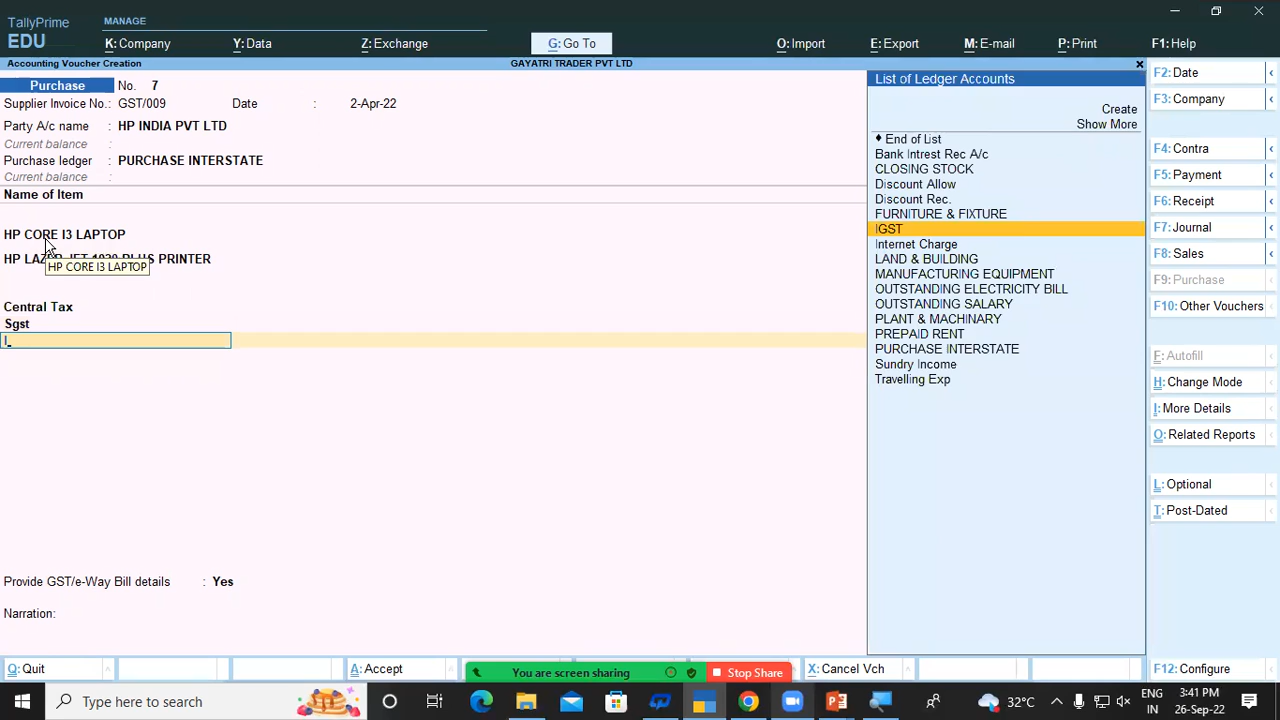 TallyPrime
EDU
MANAGE
K: Company
Y: Data
Z: Exchange
G: Go To
O: Import
E: Export
M: E-mail
P: Print
F1: Help
Accounting Voucher Creation
GAYATRI TRADER PVT LTD
Purchase No. 7
Supplier Invoice No.: GST/009 Date : 2-Apr-22
Party A/c name : HP INDIA PVT LTD
Current balance :
Purchase ledger : PURCHASE INTERSTATE
Current balance :
Name of Item
HP CORE I3 LAPTOP
HP LAZER JET 1020 PLUS PRINTER
HP CORE I3 LAPTOP
Central Tax
Sgst
I
Provide GST/e-Way Bill details : Yes
Narration:
List of Ledger Accounts
Create
Show More
♦ End of List
Bank Intrest Rec A/c
CLOSING STOCK
Discount Allow
Discount Rec.
FURNITURE & FIXTURE
IGST
Internet Charge
LAND & BUILDING
MANUFACTURING EQUIPMENT
OUTSTANDING ELECTRICITY BILL
OUTSTANDING SALARY
PLANT & MACHINARY
PREPAID RENT
PURCHASE INTERSTATE
Sundry Income
Travelling Exp
F2: Date
F3: Company
F4: Contra
F5: Payment
F6: Receipt
F7: Journal
F8: Sales
F9: Purchase
F10: Other Vouchers
F: Autofill
H: Change Mode
I: More Details
O: Related Reports
L: Optional
T: Post-Dated
Q: Quit
A: Accept
You are screen sharing
Stop Share
X: Cancel Vch
F12: Configure
Type here to search
32°C
ENG
IN
3:41 PM
26-Sep-22